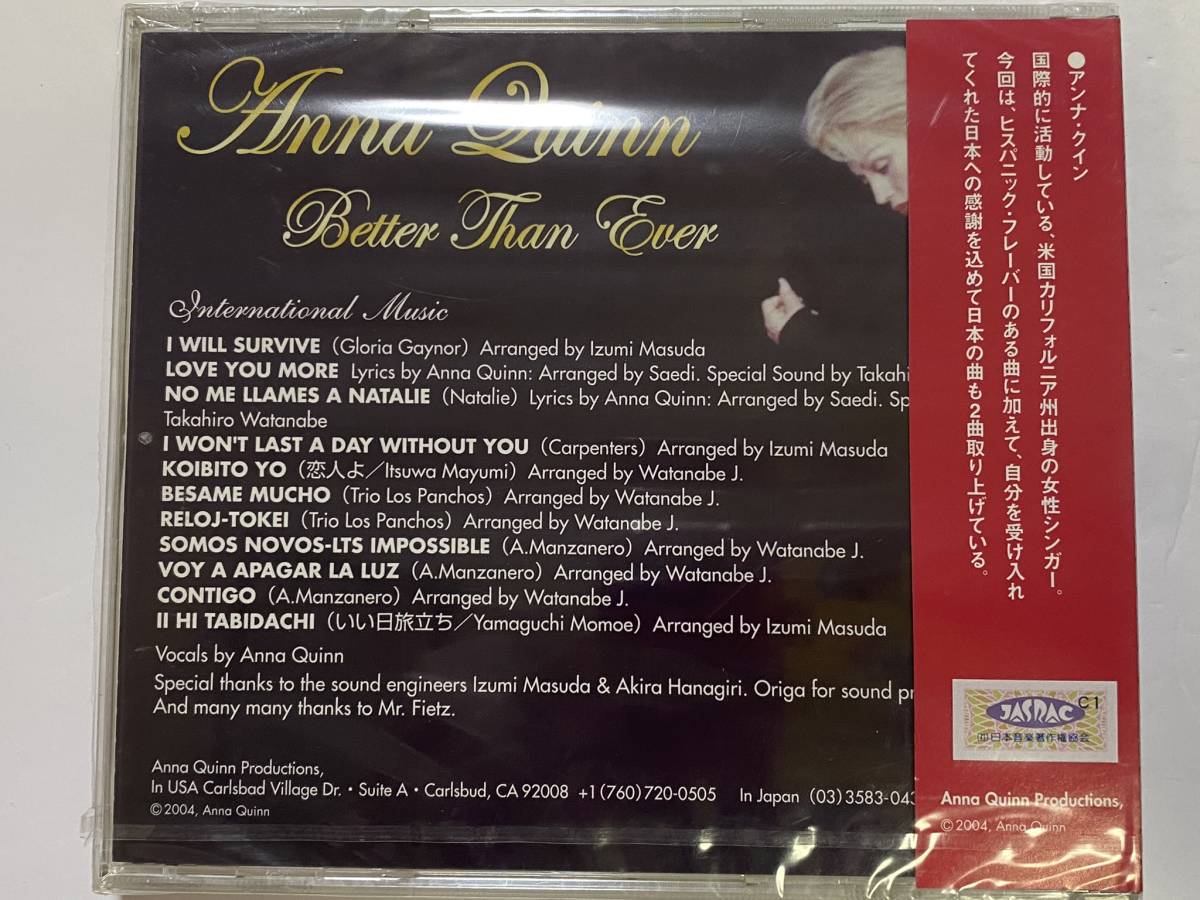 Anna Quinn
Better Than Ever
International Music
I WILL SURVIVE (Gloria Gaynor) Arranged by Izumi Masuda
LOVE YOU MORE Lyrics by Anna Quinn: Arranged by Saedi. Special Sound by
NO ME LLAMES A NATALIE (Natalie) Lyrics by Anna Quinn: Arranged by Saedi.
Takahiro Watanabe
I WON'T LAST A DAY WITHOUT YOU (Carpenters) Arranged by Izumi Masuda
KOIBITO YO (恋人よ/Itsuwa Mayumi) Arranged by Watanabe J.
BESAME MUCHO (Trio Los Panchos) Arranged by Watanabe J.
RELOJ-TOKEI (Trio Los Panchos) Arranged by Watanabe J.
SOMOS NOVOS-LTS IMPOSSIBLE (A.Manzanero) Arranged by Watanabe J.
VOY A APAGAR LA LUZ (A.Manzanero) Arranged by Watanabe J.
CONTIGO (A.Manzanero) Arranged by Watanabe J.
II HI TABIDACHI (いい日旅立ち/Yamaguchi Momoe) Arranged by Izumi Masuda
Vocals by Anna Quinn
Special thanks to the sound engineers Izumi Masuda & Akira Hanagiri. Origa for sound
And many many thanks to Mr. Fietz.
Anna Quinn Productions,
In USA Carlsbad Village Dr. • Suite A • Carlsbud, CA 92008 +1 (760) 720-0505 In Japan (03) 3583-043
© 2004, Anna Quinn
●アンナ・クイン
国際的に活動している、米国カリフォルニア州出身の女性シンガー。
今回は、ヒスパニック・フレーバーのある曲に加えて、自分を受け入れ
てくれた日本への感謝を込めて日本の曲も2曲取り上げている。
JASRAC C1
(社)日本音楽著作権協会
Anna Quinn Productions,
© 2004, Anna Quinn